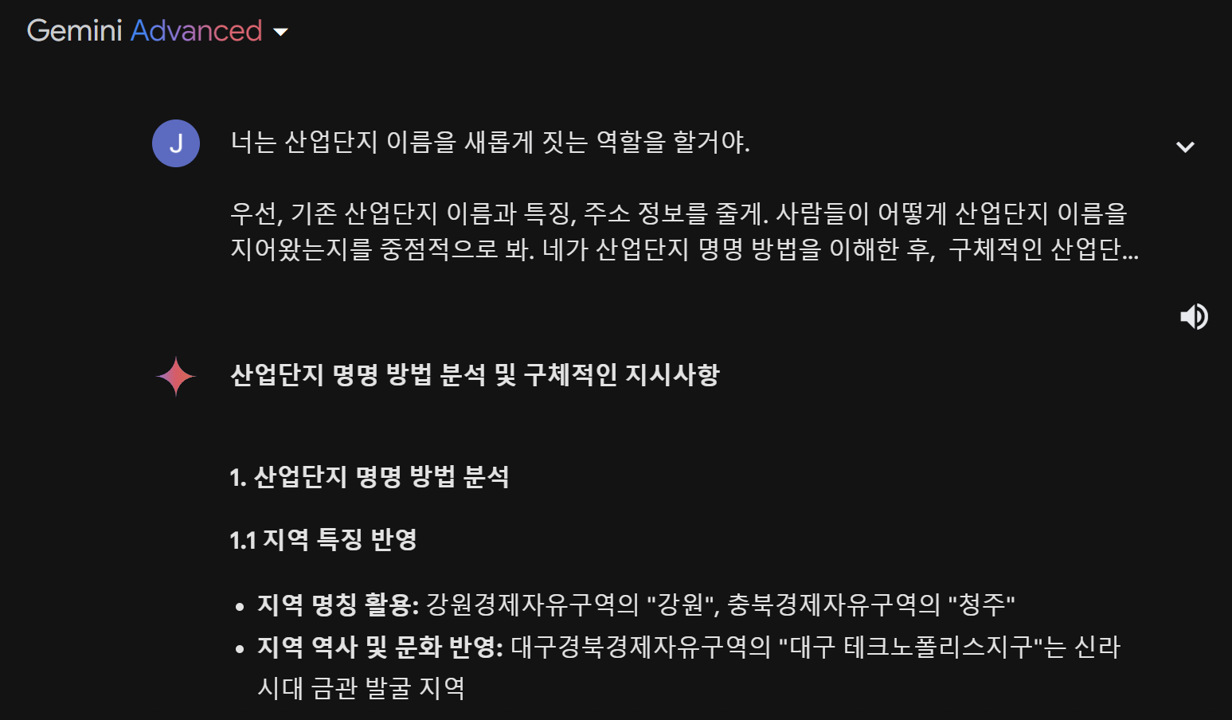 Gemini Advanced
J
너는 산업단지 이름을 새롭게 짓는 역할을 할거야.
우선, 기존 산업단지 이름과 특징, 주소 정보를 줄게. 사람들이 어떻게 산업단지 이름을
지어왔는지를 중점적으로 봐. 네가 산업단지 명명 방법을 이해한 후, 구체적인 산업단...
산업단지 명명 방법 분석 및 구체적인 지시사항
1. 산업단지 명명 방법 분석
1.1 지역 특징 반영
• 지역 명칭 활용: 강원경제자유구역의 "강원", 충북경제자유구역의 "청주"
• 지역 역사 및 문화 반영: 대구경북경제자유구역의 "대구 테크노폴리스지구"는 신라
시대 금관 발굴 지역